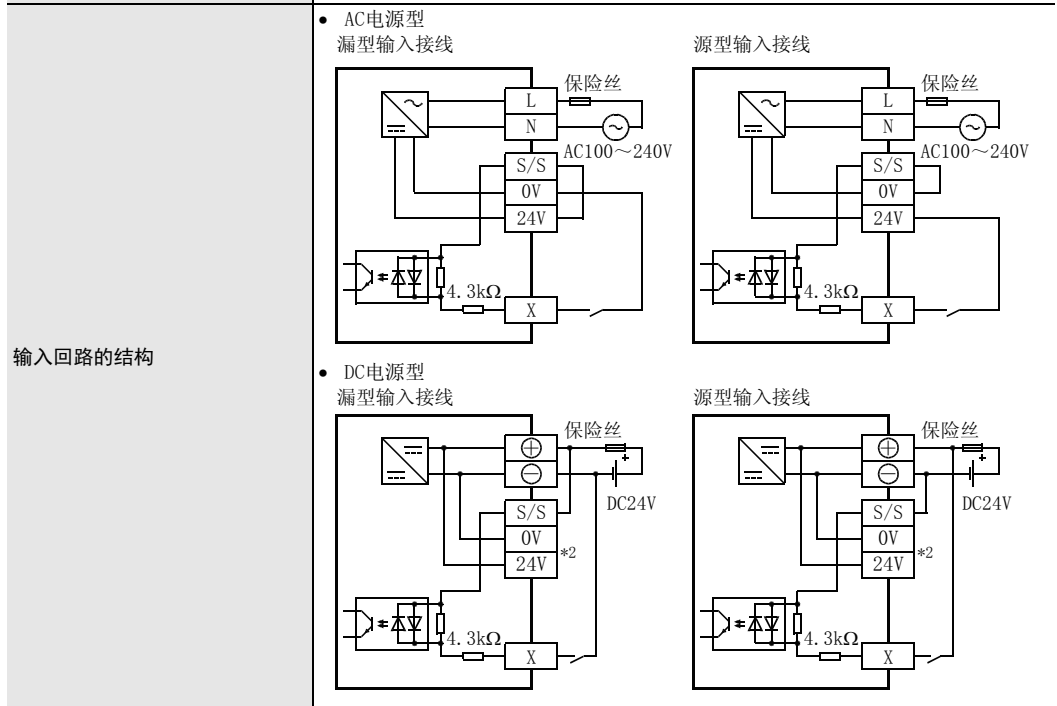 输入回路的结构
• AC电源型
漏型输入接线
保险丝
L
N
AC100～240V
S/S
0V
24V
4.3kΩ
X
源型输入接线
保险丝
L
N
AC100～240V
S/S
0V
24V
4.3kΩ
X
• DC电源型
漏型输入接线
保险丝
⊕
⊖
+
DC24V
S/S
0V
24V
*2
4.3kΩ
X
源型输入接线
保险丝
⊕
⊖
+
DC24V
S/S
0V
24V
*2
4.3kΩ
X